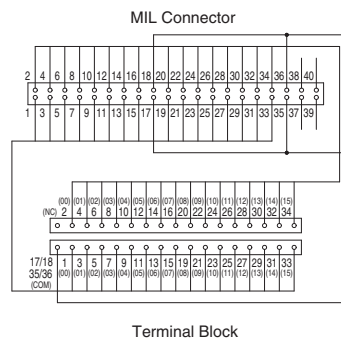 MIL Connector
2 4 6 8 10 12 14 16 18 20 22 24 26 28 30 32 34 36 38 40
1 3 5 7 9 11 13 15 17 19 21 23 25 27 29 31 33 35 37 39
(00) (01) (02) (03) (04) (05) (06) (07) (08) (09) (10) (11) (12) (13) (14) (15)
(NC) 2 4 6 8 10 12 14 16 20 22 24 26 28 30 32 34
17/18 1 3 5 7 9 11 13 15 19 21 23 25 27 29 31 33
35/36 (00) (01) (02) (03) (04) (05) (06) (07) (08) (09) (10) (11) (12) (13) (14) (15)
(COM)
Terminal Block